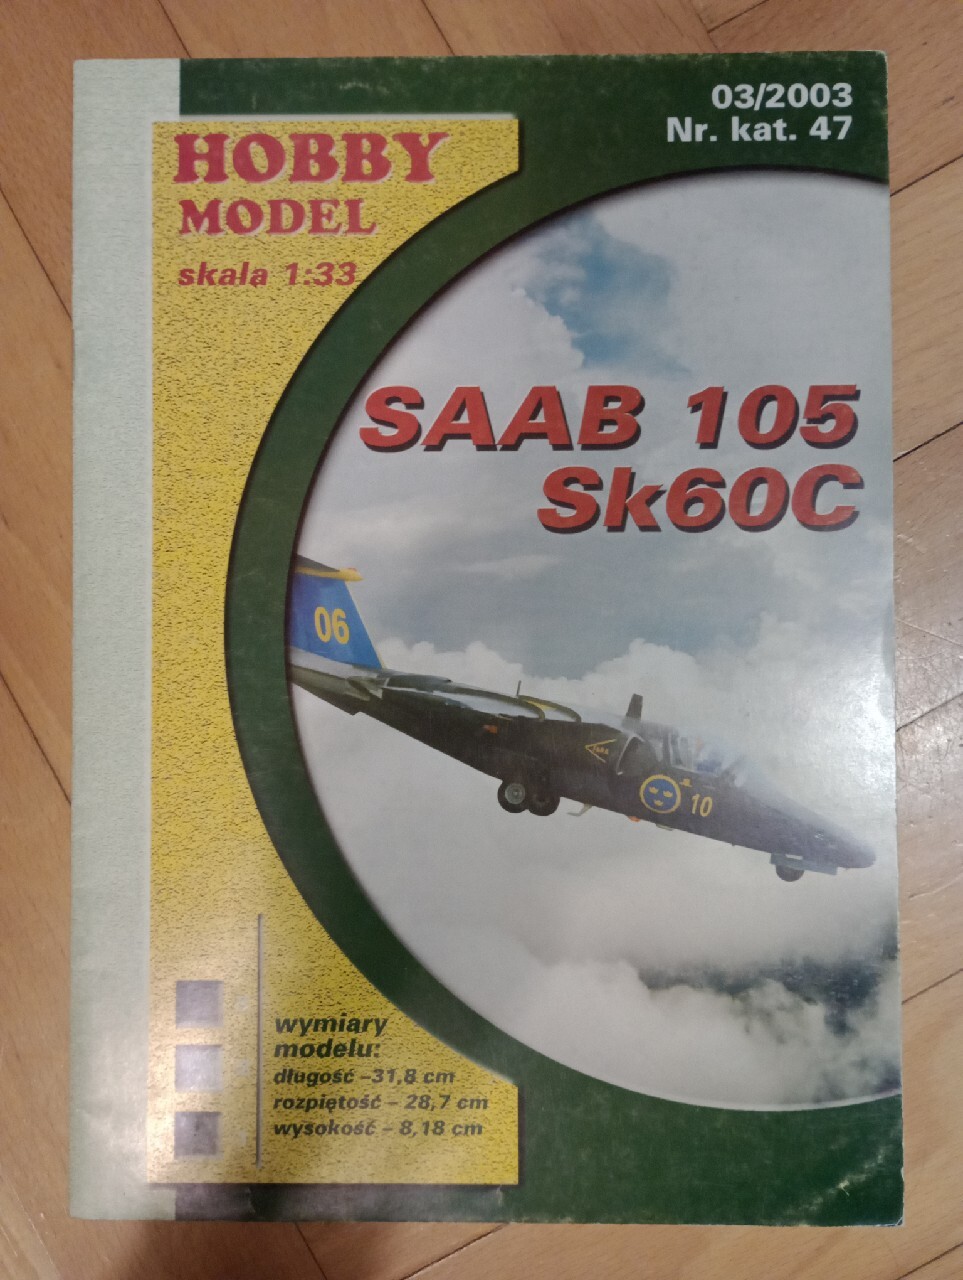 03/2003
Nr. kat. 47
HOBBY
MODEL
skala 1:33
SAAB 105
Sk60C
06
10
wymiary
modelu:
długość –31,8 cm
rozpiętość – 28,7 cm
wysokość – 8,18 cm